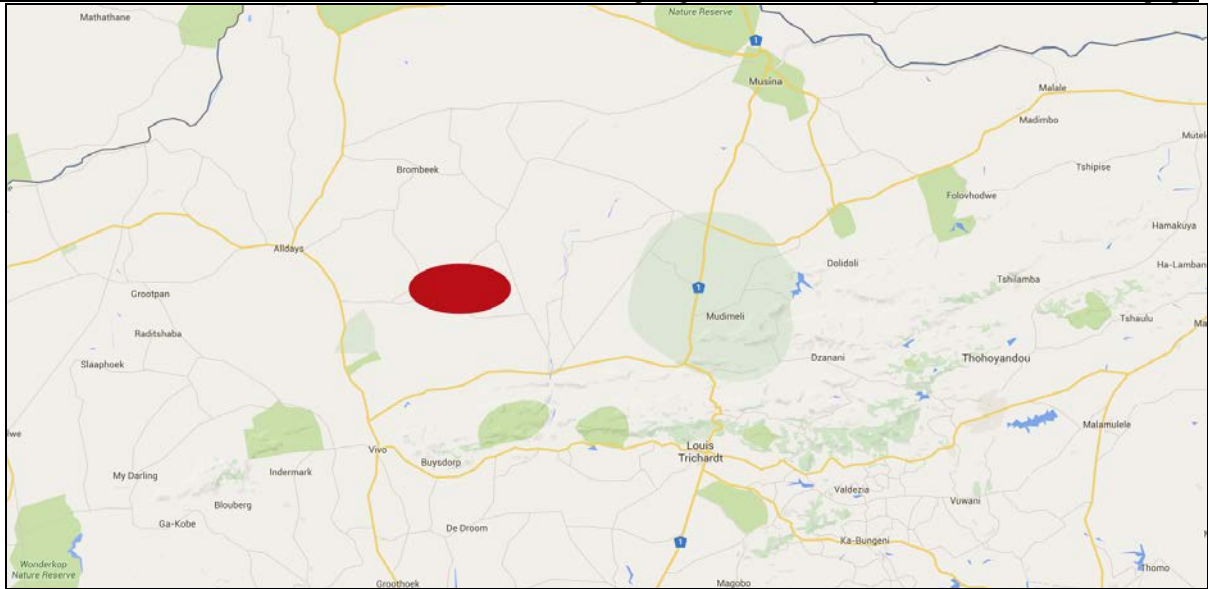 Mathathane
Nature Reserve
1
Musina
Malale
Madimbo
Brombeek
Tshipise
Folovhodwe
Hamakuya
Alldays
Dolidoli
Grootpan
1
Tshilamba
Mudimeli
Tshaulu
Raditshaba
Slaaphoek
Dzanani
Thohoyandou
Malamulele
Louis
Trichardt
Vivo
Buysdorp
My Darling
Indermark
Valdezia
Vuwani
Blouberg
Ga-Kobe
De Droom
1
Ka-Bungeni
Wonderkop
Nature Reserve
Groothoek
Magobo
Thomo